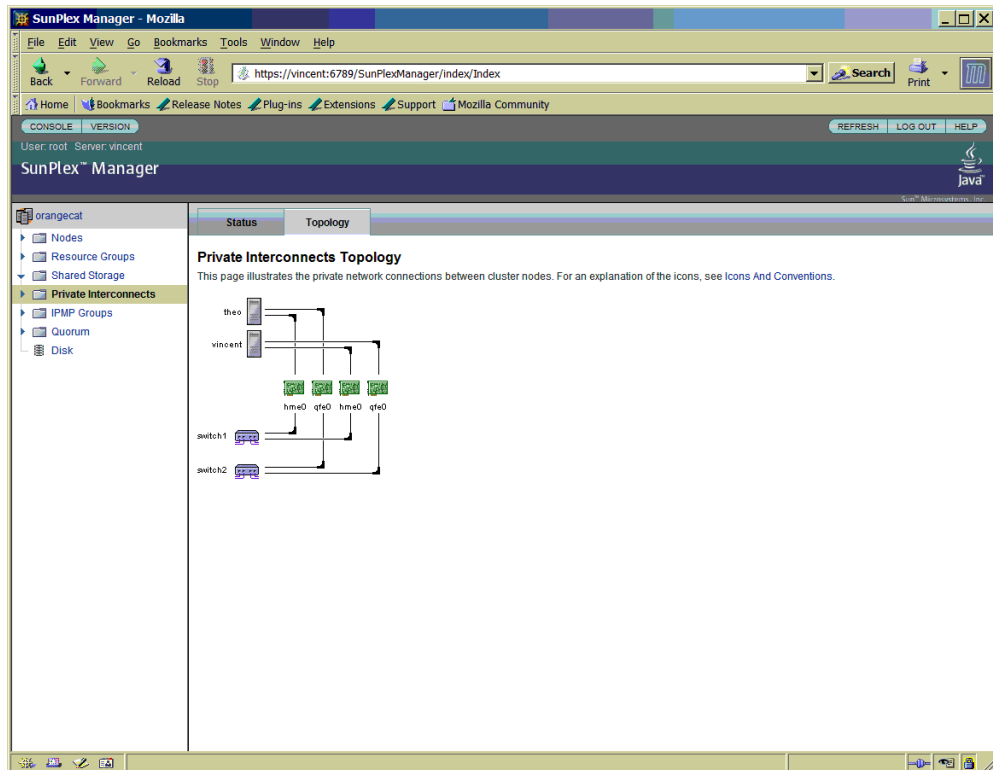 SunPlex Manager - Mozilla
File Edit View Go Bookmarks Tools Window Help
Back Forward Reload Stop https://vincent:6789/SunPlexManager/index/Index Search Print
Home Bookmarks Release Notes Plug-ins Extensions Support Mozilla Community
CONSOLE VERSION REFRESH LOG OUT HELP
User: root Server: vincent
SunPlex™ Manager
Java™
Sun™ Microsystems, Inc.
orangecat
Nodes
Resource Groups
Shared Storage
Private Interconnects
IPMP Groups
Quorum
Disk
Status Topology
Private Interconnects Topology
This page illustrates the private network connections between cluster nodes. For an explanation of the icons, see Icons And Conventions.
theo
vincent
hme0 qfe0 hme0 qfe0
switch1
switch2